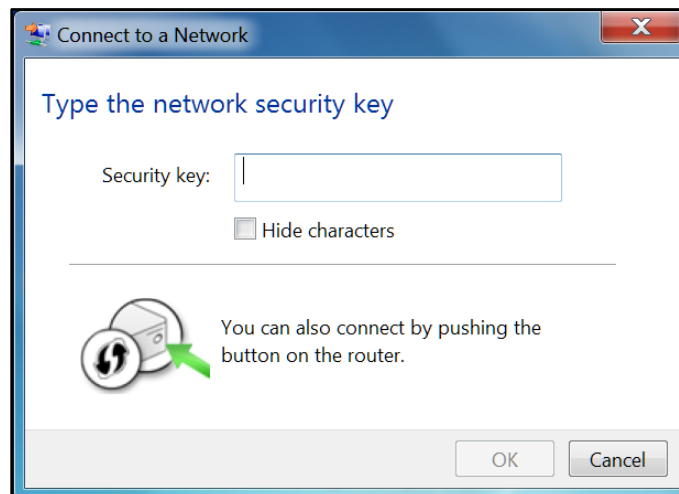 Connect to a Network
Type the network security key
Security key:
Hide characters
You can also connect by pushing the
button on the router.
OK
Cancel